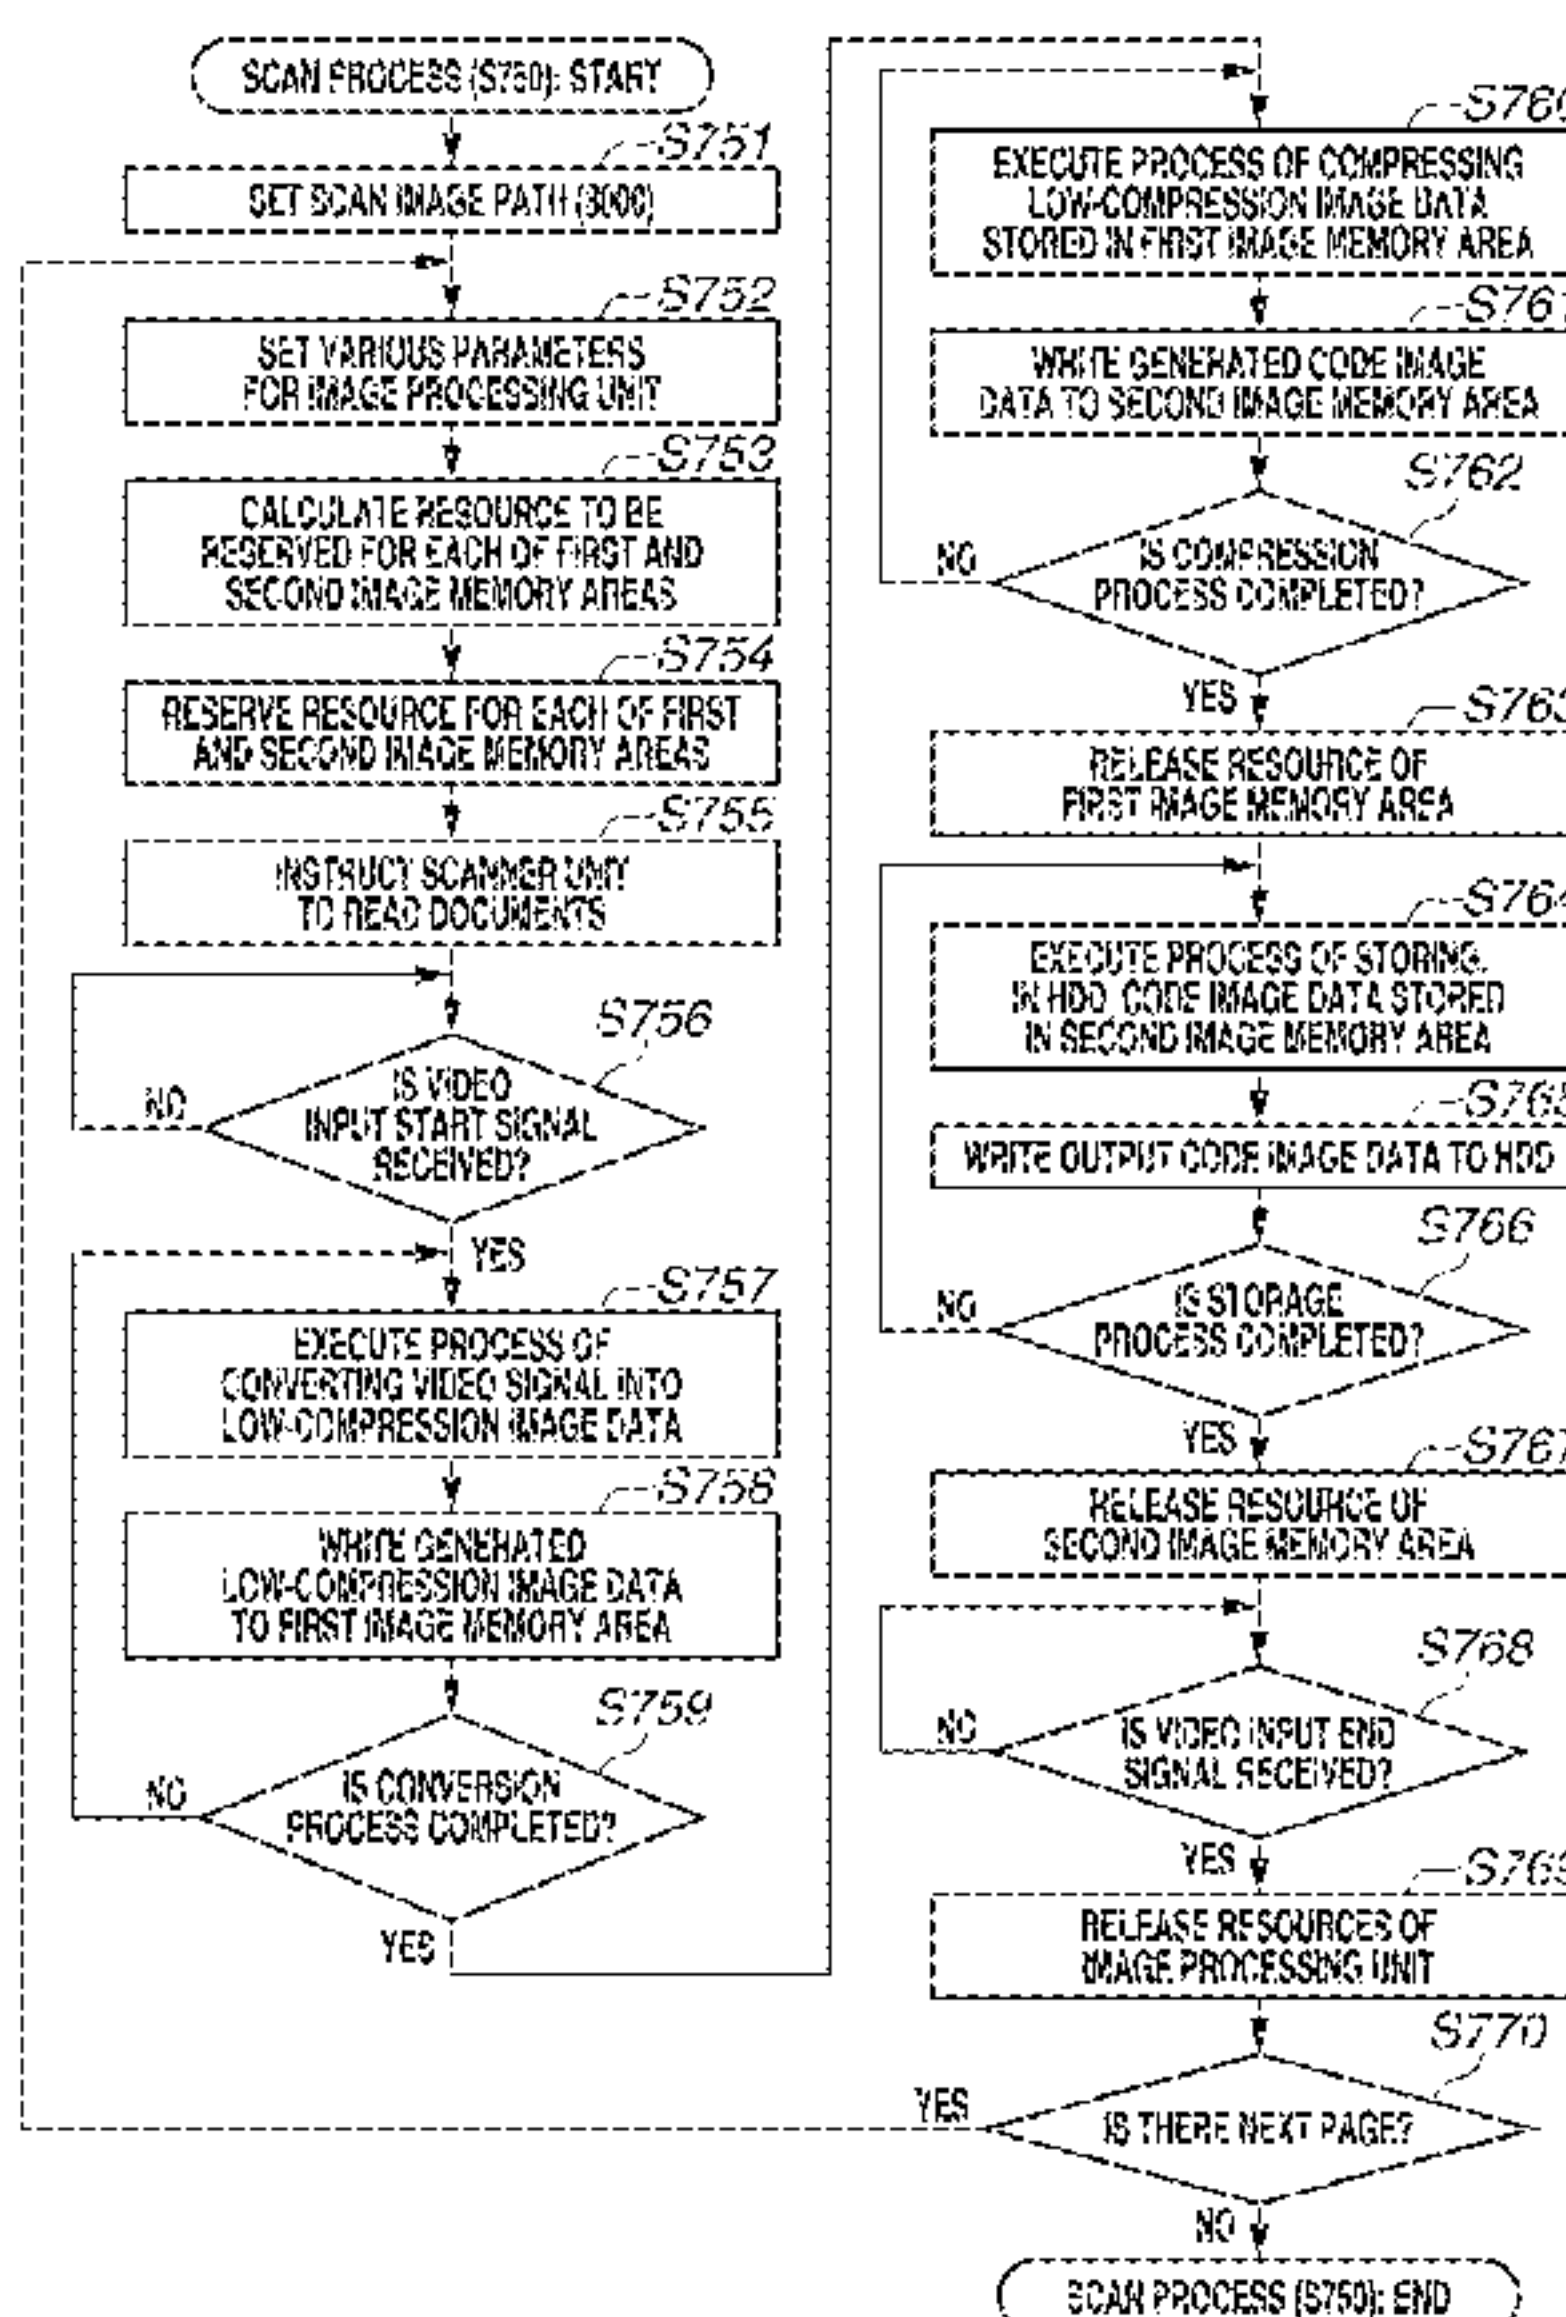 SCAN PROCESS (S750): START
S751
SET SCAN IMAGE PATH (3000)
S752
SET VARIOUS PARAMETERS
FOR IMAGE PROCESSING UNIT
S753
CALCULATE RESOURCE TO BE
RESERVED FOR EACH OF FIRST AND
SECOND IMAGE MEMORY AREAS
S754
RESERVE RESOURCE FOR EACH OF FIRST
AND SECOND IMAGE MEMORY AREAS
S755
INSTRUCT SCANNER UNIT
TO READ DOCUMENTS
S756
IS VIDEO
INPUT START SIGNAL
RECEIVED?
NO
YES
S757
EXECUTE PROCESS OF
CONVERTING VIDEO SIGNAL INTO
LOW-COMPRESSION IMAGE DATA
S758
WRITE GENERATED
LOW-COMPRESSION IMAGE DATA
TO FIRST IMAGE MEMORY AREA
S759
IS CONVERSION
PROCESS COMPLETED?
NO
YES
S760
EXECUTE PROCESS OF COMPRESSING
LOW-COMPRESSION IMAGE DATA
STORED IN FIRST IMAGE MEMORY AREA
S761
WRITE GENERATED CODE IMAGE
DATA TO SECOND IMAGE MEMORY AREA
S762
IS COMPRESSION
PROCESS COMPLETED?
NO
YES
S763
RELEASE RESOURCE OF
FIRST IMAGE MEMORY AREA
S764
EXECUTE PROCESS OF STORING,
IN HDD, CODE IMAGE DATA STORED
IN SECOND IMAGE MEMORY AREA
S765
WRITE OUTPUT CODE IMAGE DATA TO HDD
S766
IS STORAGE
PROCESS COMPLETED?
NO
YES
S767
RELEASE RESOURCE OF
SECOND IMAGE MEMORY AREA
S768
IS VIDEO INPUT END
SIGNAL RECEIVED?
NO
YES
S769
RELEASE RESOURCES OF
IMAGE PROCESSING UNIT
S770
IS THERE NEXT PAGE?
YES
NO
SCAN PROCESS (S750): END